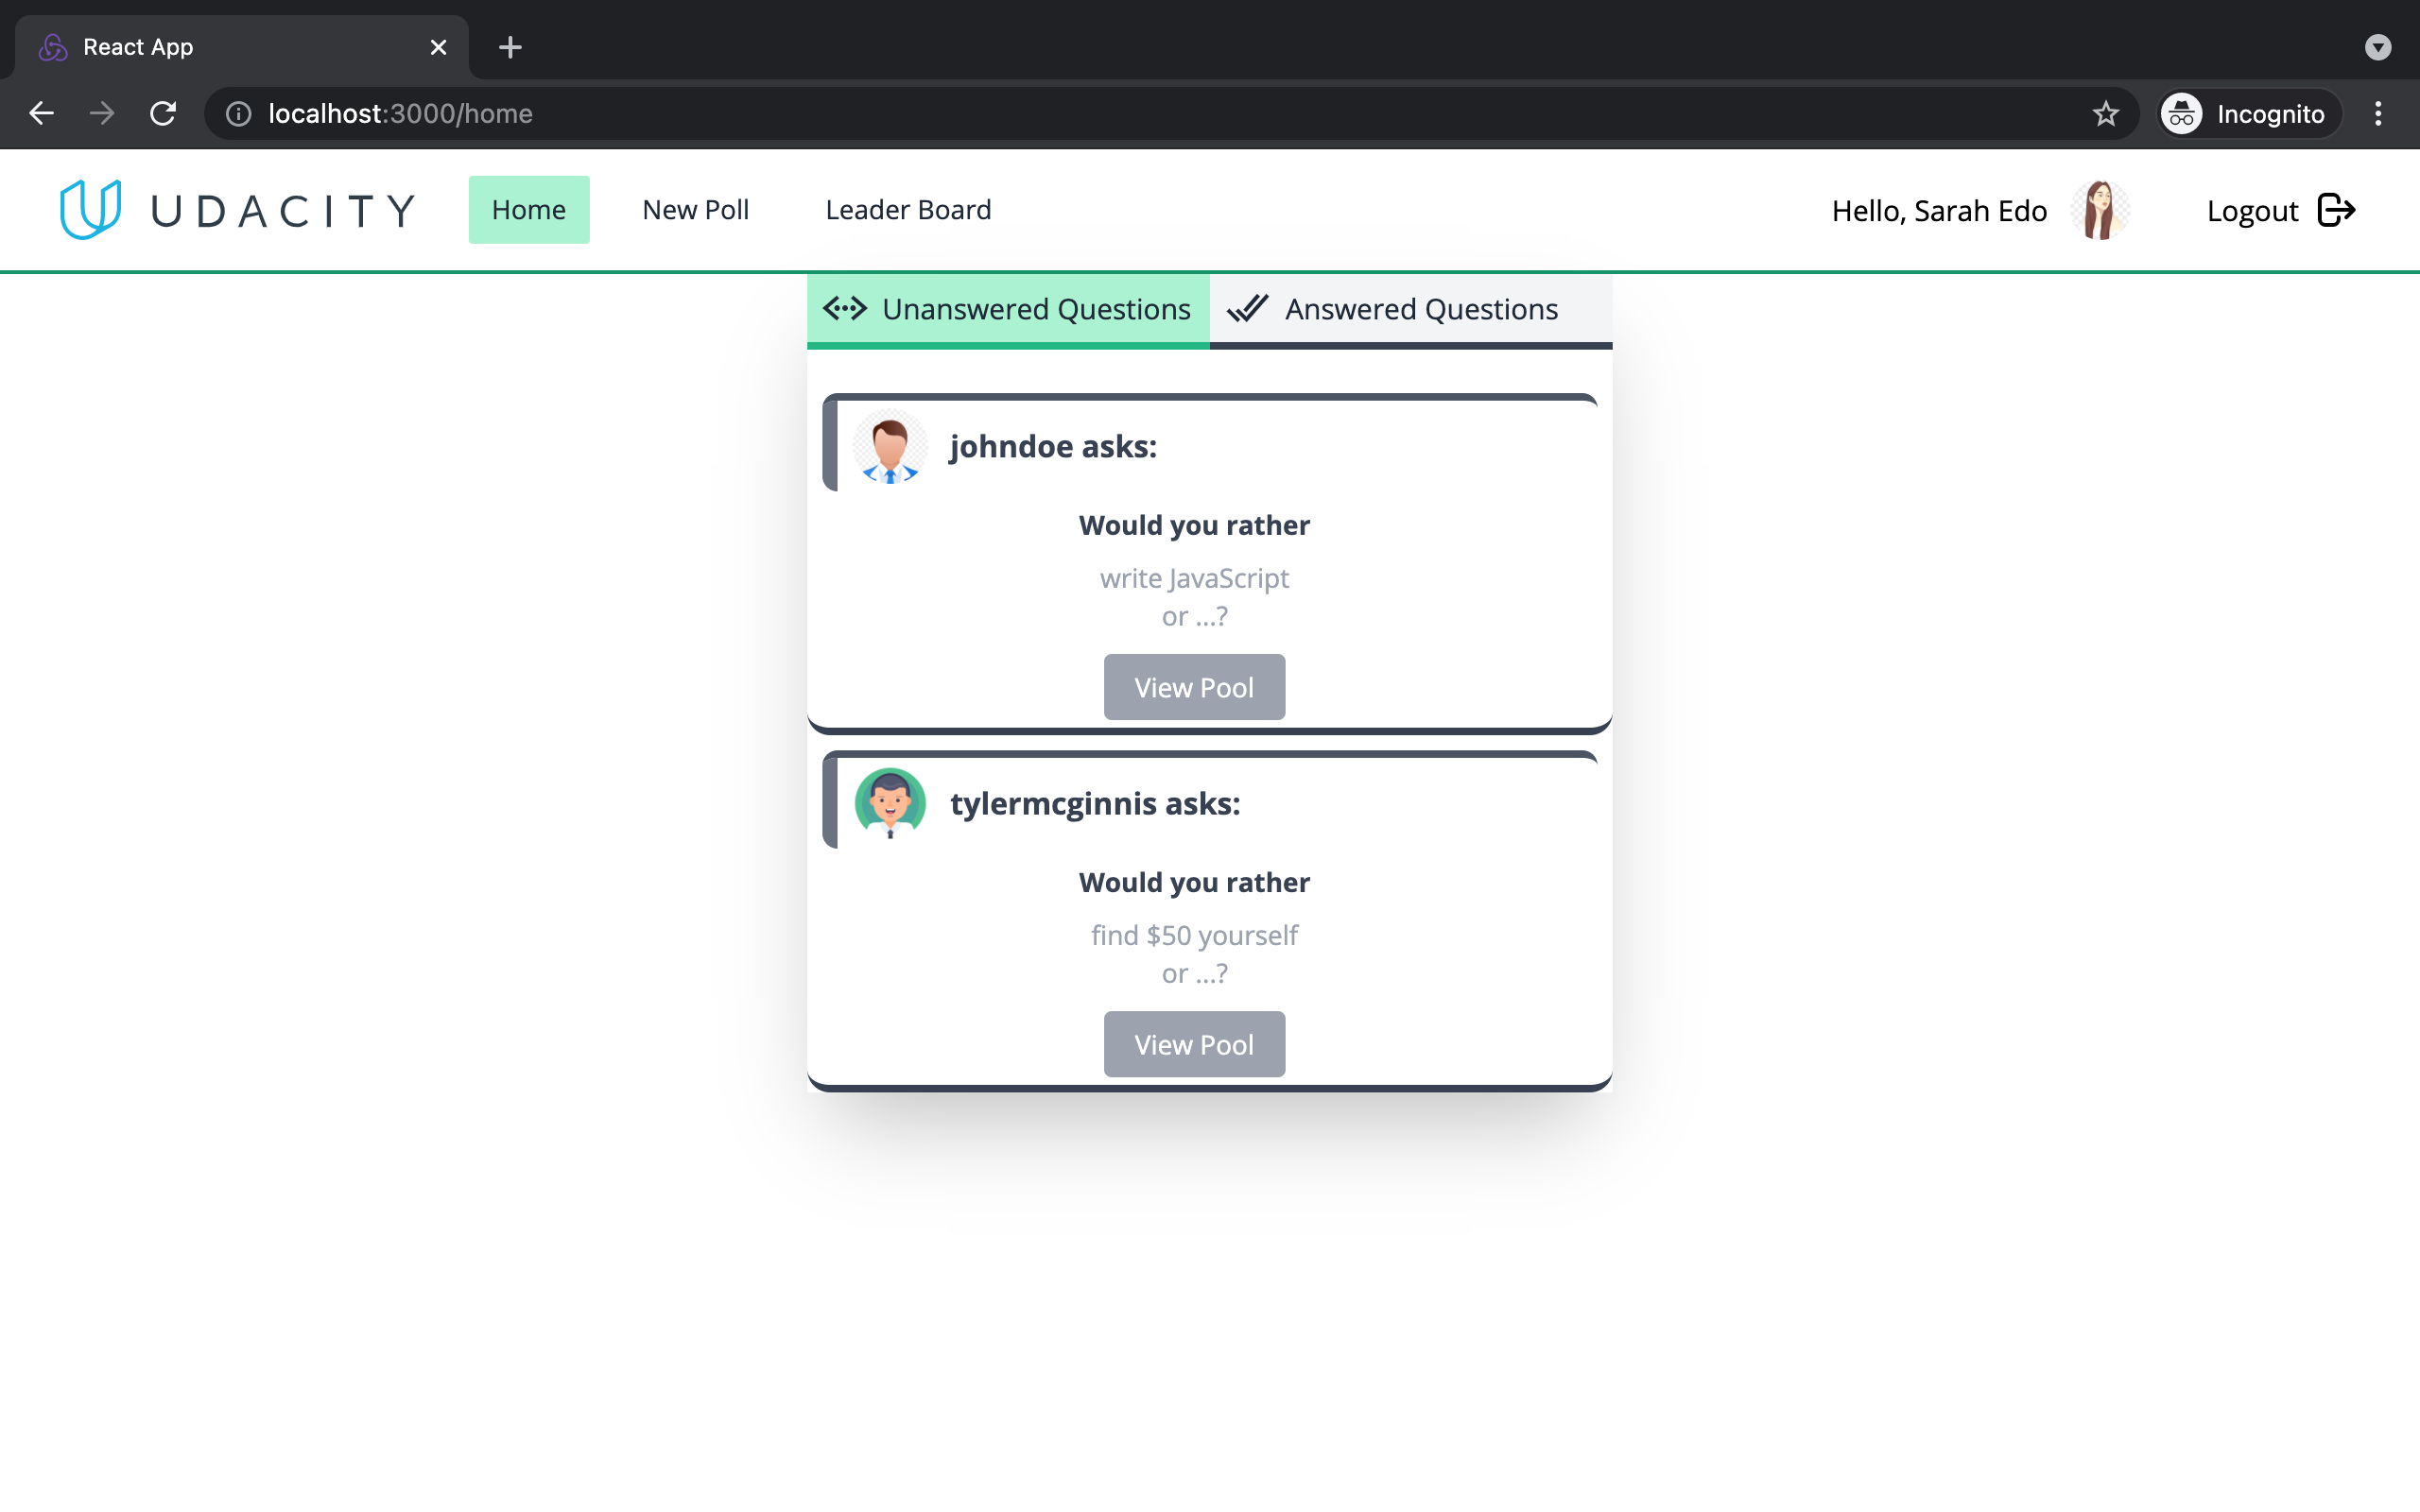 React App
localhost:3000/home
Incognito
UDACITY
Home
New Poll
Leader Board
Hello, Sarah Edo
Logout
Unanswered Questions
Answered Questions
johndoe asks:
Would you rather
write JavaScript
or ...?
View Pool
tylermcginnis asks:
Would you rather
find $50 yourself
or ...?
View Pool